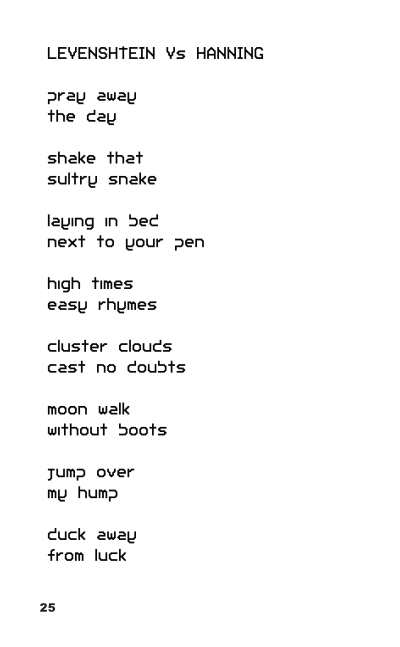 LEVENSHTEIN Vs HANNING

pray away
the day

shake that
sultry snake

laying in bed
next to your pen

high times
easy rhymes

cluster clouds
cast no doubts

moon walk
without boots

jump over
my hump

duck away
from luck

25